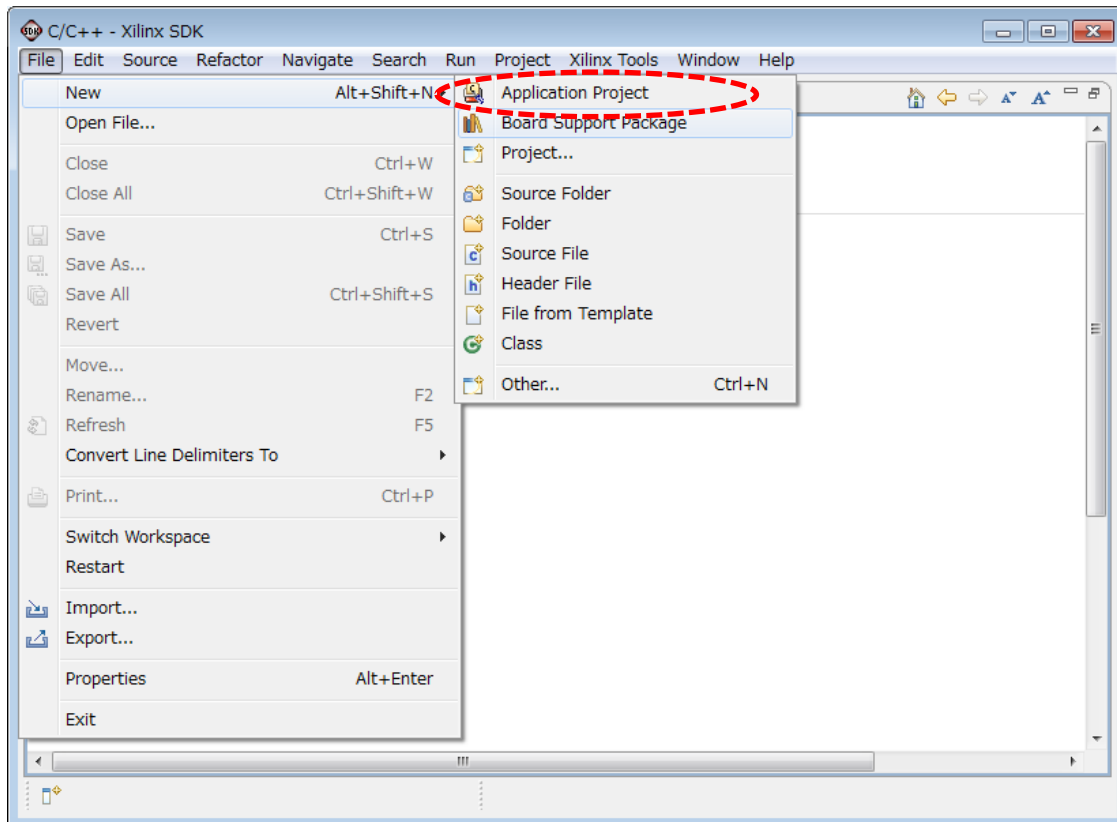 SDK C/C++ - Xilinx SDK
File Edit Source Refactor Navigate Search Run Project Xilinx Tools Window Help
New Alt+Shift+N
Open File...
Close Ctrl+W
Close All Ctrl+Shift+W
Save Ctrl+S
Save As...
Save All Ctrl+Shift+S
Revert
Move...
Rename... F2
Refresh F5
Convert Line Delimiters To
Print... Ctrl+P
Switch Workspace
Restart
Import...
Export...
Properties Alt+Enter
Exit
Application Project
Board Support Package
Project...
Source Folder
Folder
Source File
Header File
File from Template
Class
Other... Ctrl+N